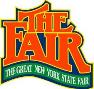 THE
FAIR
THE GREAT NEW YORK STATE FAIR